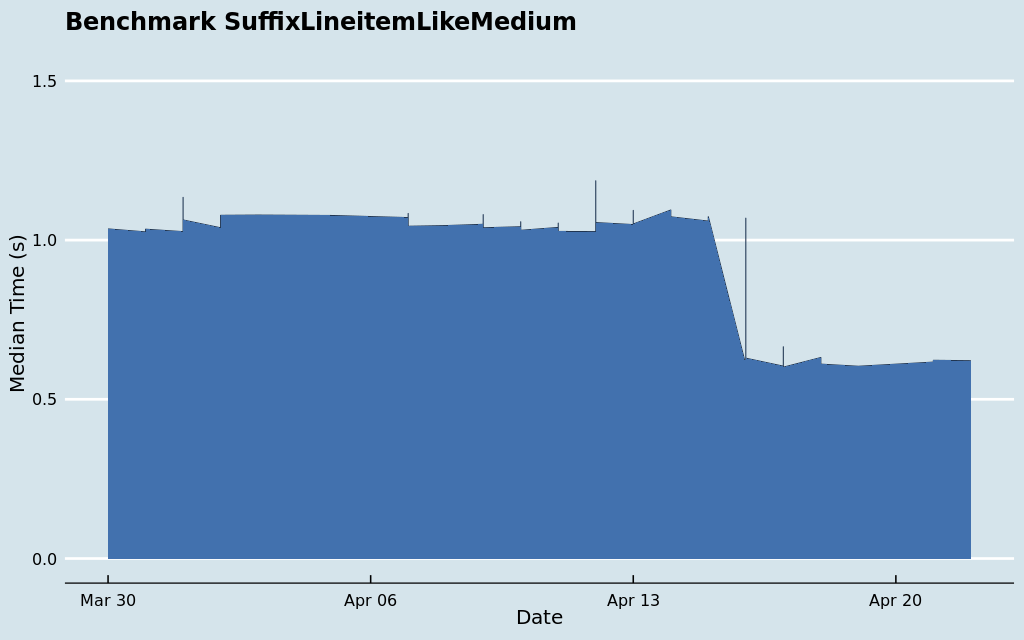 Benchmark SuffixLineitemLikeMedium
1.5
1.0
0.5
0.0
Median Time (s)
Mar 30
Apr 06
Apr 13
Apr 20
Date